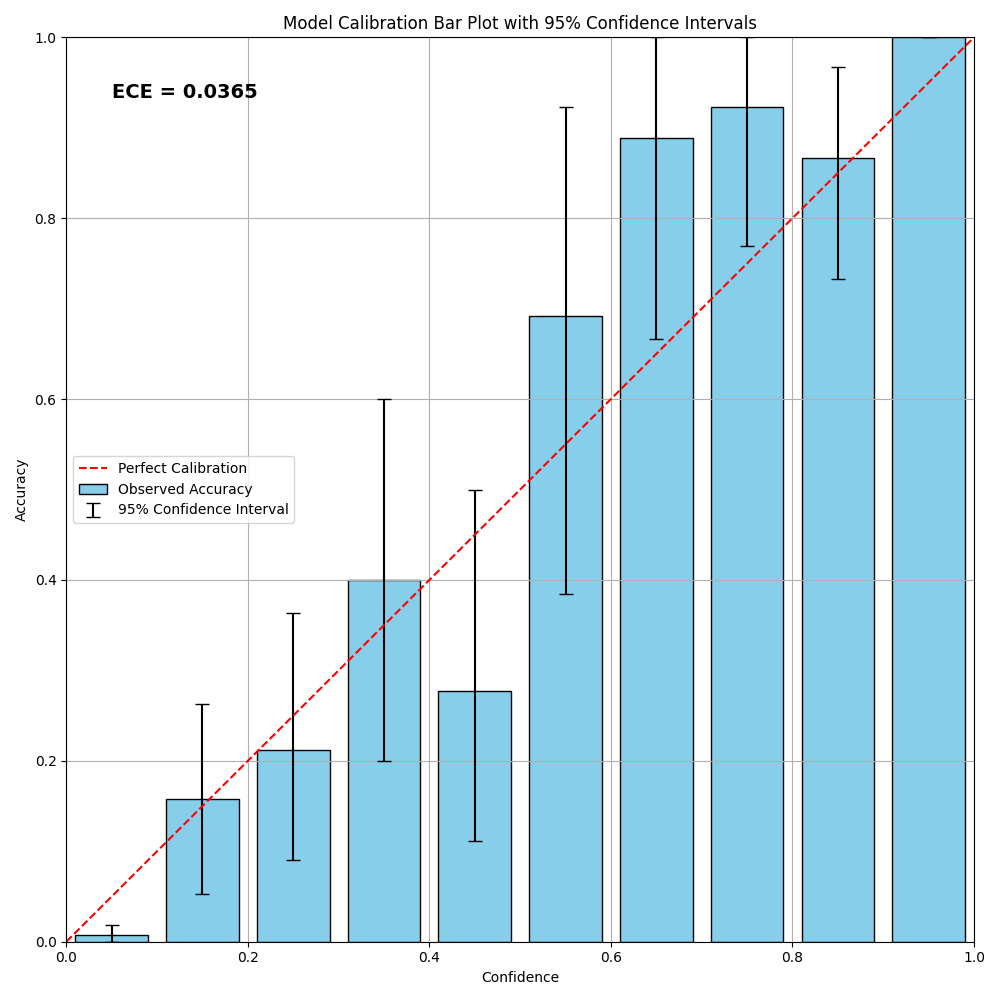 Model Calibration Bar Plot with 95% Confidence Intervals
ECE = 0.0365
1.0
0.8
0.6
0.4
0.2
0.0
Accuracy
Perfect Calibration
Observed Accuracy
95% Confidence Interval
0.0 0.2 0.4 0.6 0.8 1.0
Confidence